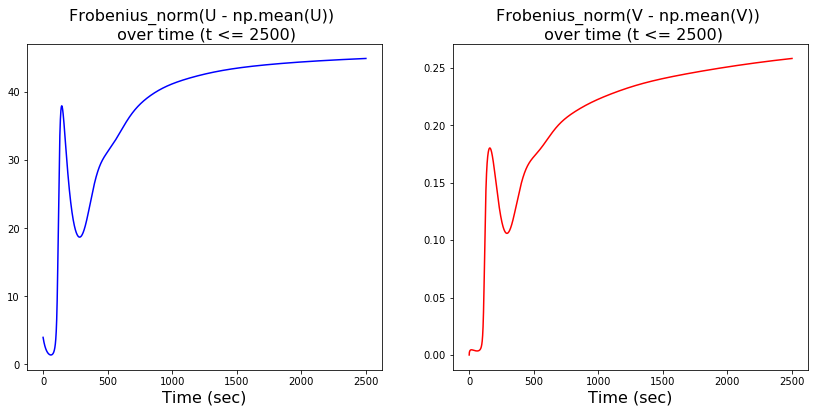 Frobenius_norm(U - np.mean(U))
over time (t <= 2500)
40
30
20
10
0
0 500 1000 1500 2000 2500
Time (sec)
Frobenius_norm(V - np.mean(V))
over time (t <= 2500)
0.25
0.20
0.15
0.10
0.05
0.00
0 500 1000 1500 2000 2500
Time (sec)